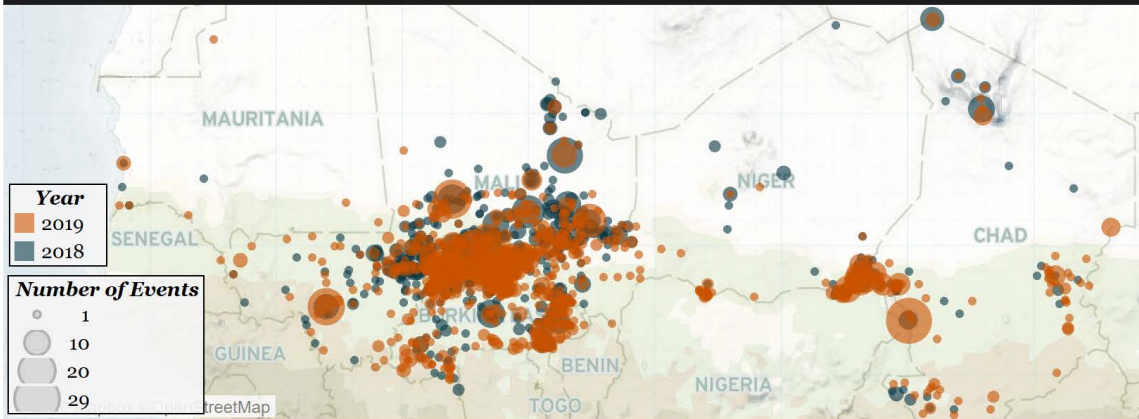 MAURITANIA
MALI
NIGER
Year
2019
2018
SENEGAL
CHAD
Number of Events
1
10
20
29
GUINEA
BENIN
NIGERIA
TOGO
©OpenStreetMap